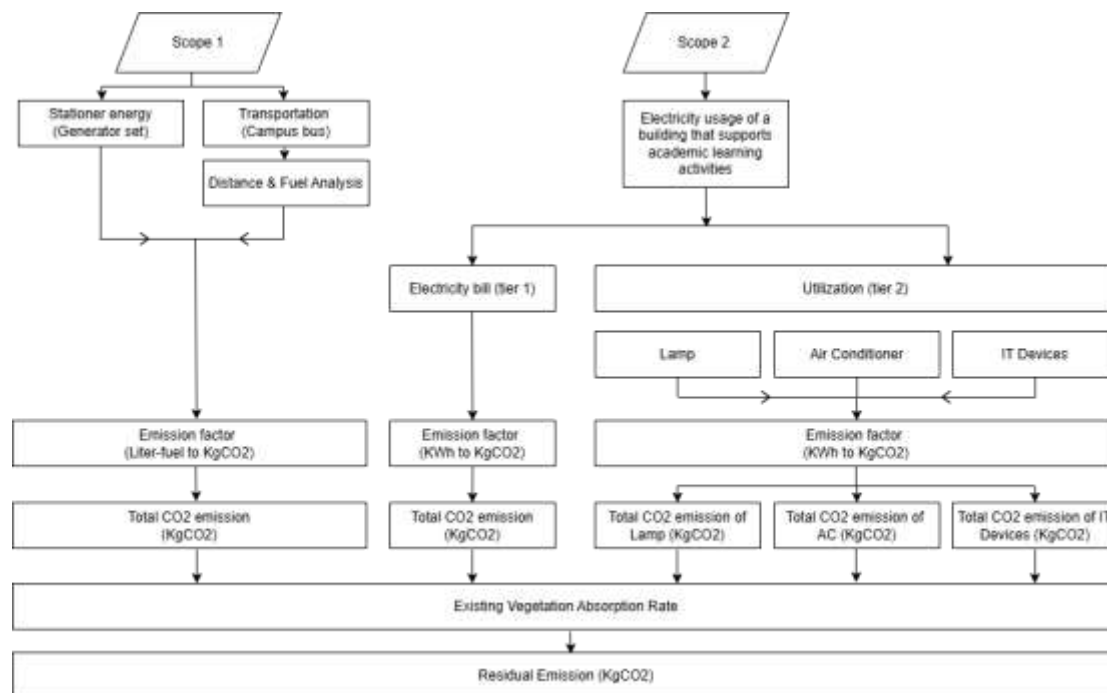 Scope 1
Scope 2
Stationer energy
(Generator set)
Transportation
(Campus bus)
Electricity usage of a
building that supports
academic learning
activities
Distance & Fuel Analysis
Electricity bill (tier 1)
Utilization (tier 2)
Lamp
Air Conditioner
IT Devices
Emission factor
(Liter-fuel to KgCO2)
Emission factor
(KWh to KgCO2)
Emission factor
(KWh to KgCO2)
Total CO2 emission
(KgCO2)
Total CO2 emission
(KgCO2)
Total CO2 emission of
Lamp (KgCO2)
Total CO2 emission of
AC (KgCO2)
Total CO2 emission of IT
Devices (KgCO2)
Existing Vegetation Absorption Rate
Residual Emission (KgCO2)